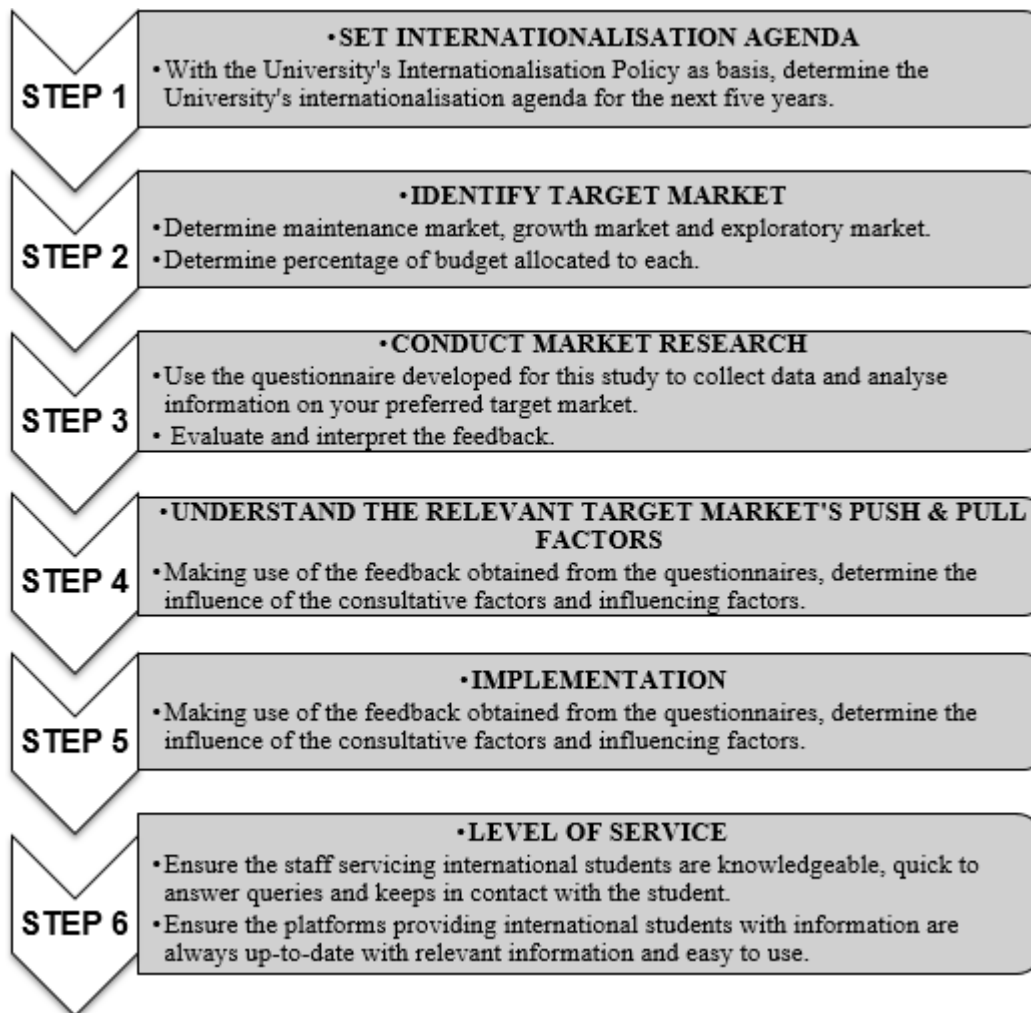 STEP 1
•SET INTERNATIONALISATION AGENDA
•With the University's Internationalisation Policy as basis, determine the
University's internationalisation agenda for the next five years.
STEP 2
•IDENTIFY TARGET MARKET
•Determine maintenance market, growth market and exploratory market.
•Determine percentage of budget allocated to each.
STEP 3
•CONDUCT MARKET RESEARCH
•Use the questionnaire developed for this study to collect data and analyse
information on your preferred target market.
• Evaluate and interpret the feedback.
STEP 4
•UNDERSTAND THE RELEVANT TARGET MARKET'S PUSH & PULL
FACTORS
•Making use of the feedback obtained from the questionnaires, determine the
influence of the consultative factors and influencing factors.
STEP 5
•IMPLEMENTATION
•Making use of the feedback obtained from the questionnaires, determine the
influence of the consultative factors and influencing factors.
STEP 6
•LEVEL OF SERVICE
•Ensure the staff servicing international students are knowledgeable, quick to
answer queries and keeps in contact with the student.
•Ensure the platforms providing international students with information are
always up-to-date with relevant information and easy to use.